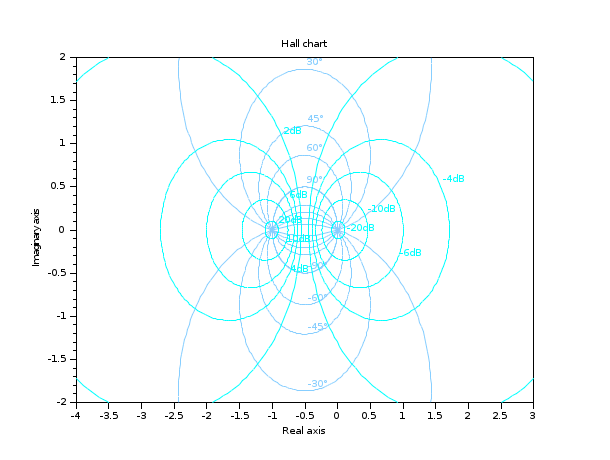 Hall chart
2
30°
1.5
45°
1
2dB
60°
-4dB
0.5
90°
6dB
-10dB
20dB
-20dB
0
-6dB
-0.5
-60°
-1
-45°
-1.5
-30°
-2
-4 -3.5 -3 -2.5 -2 -1.5 -1 -0.5 0 0.5 1 1.5 2 2.5 3
Real axis
Imaginary axis